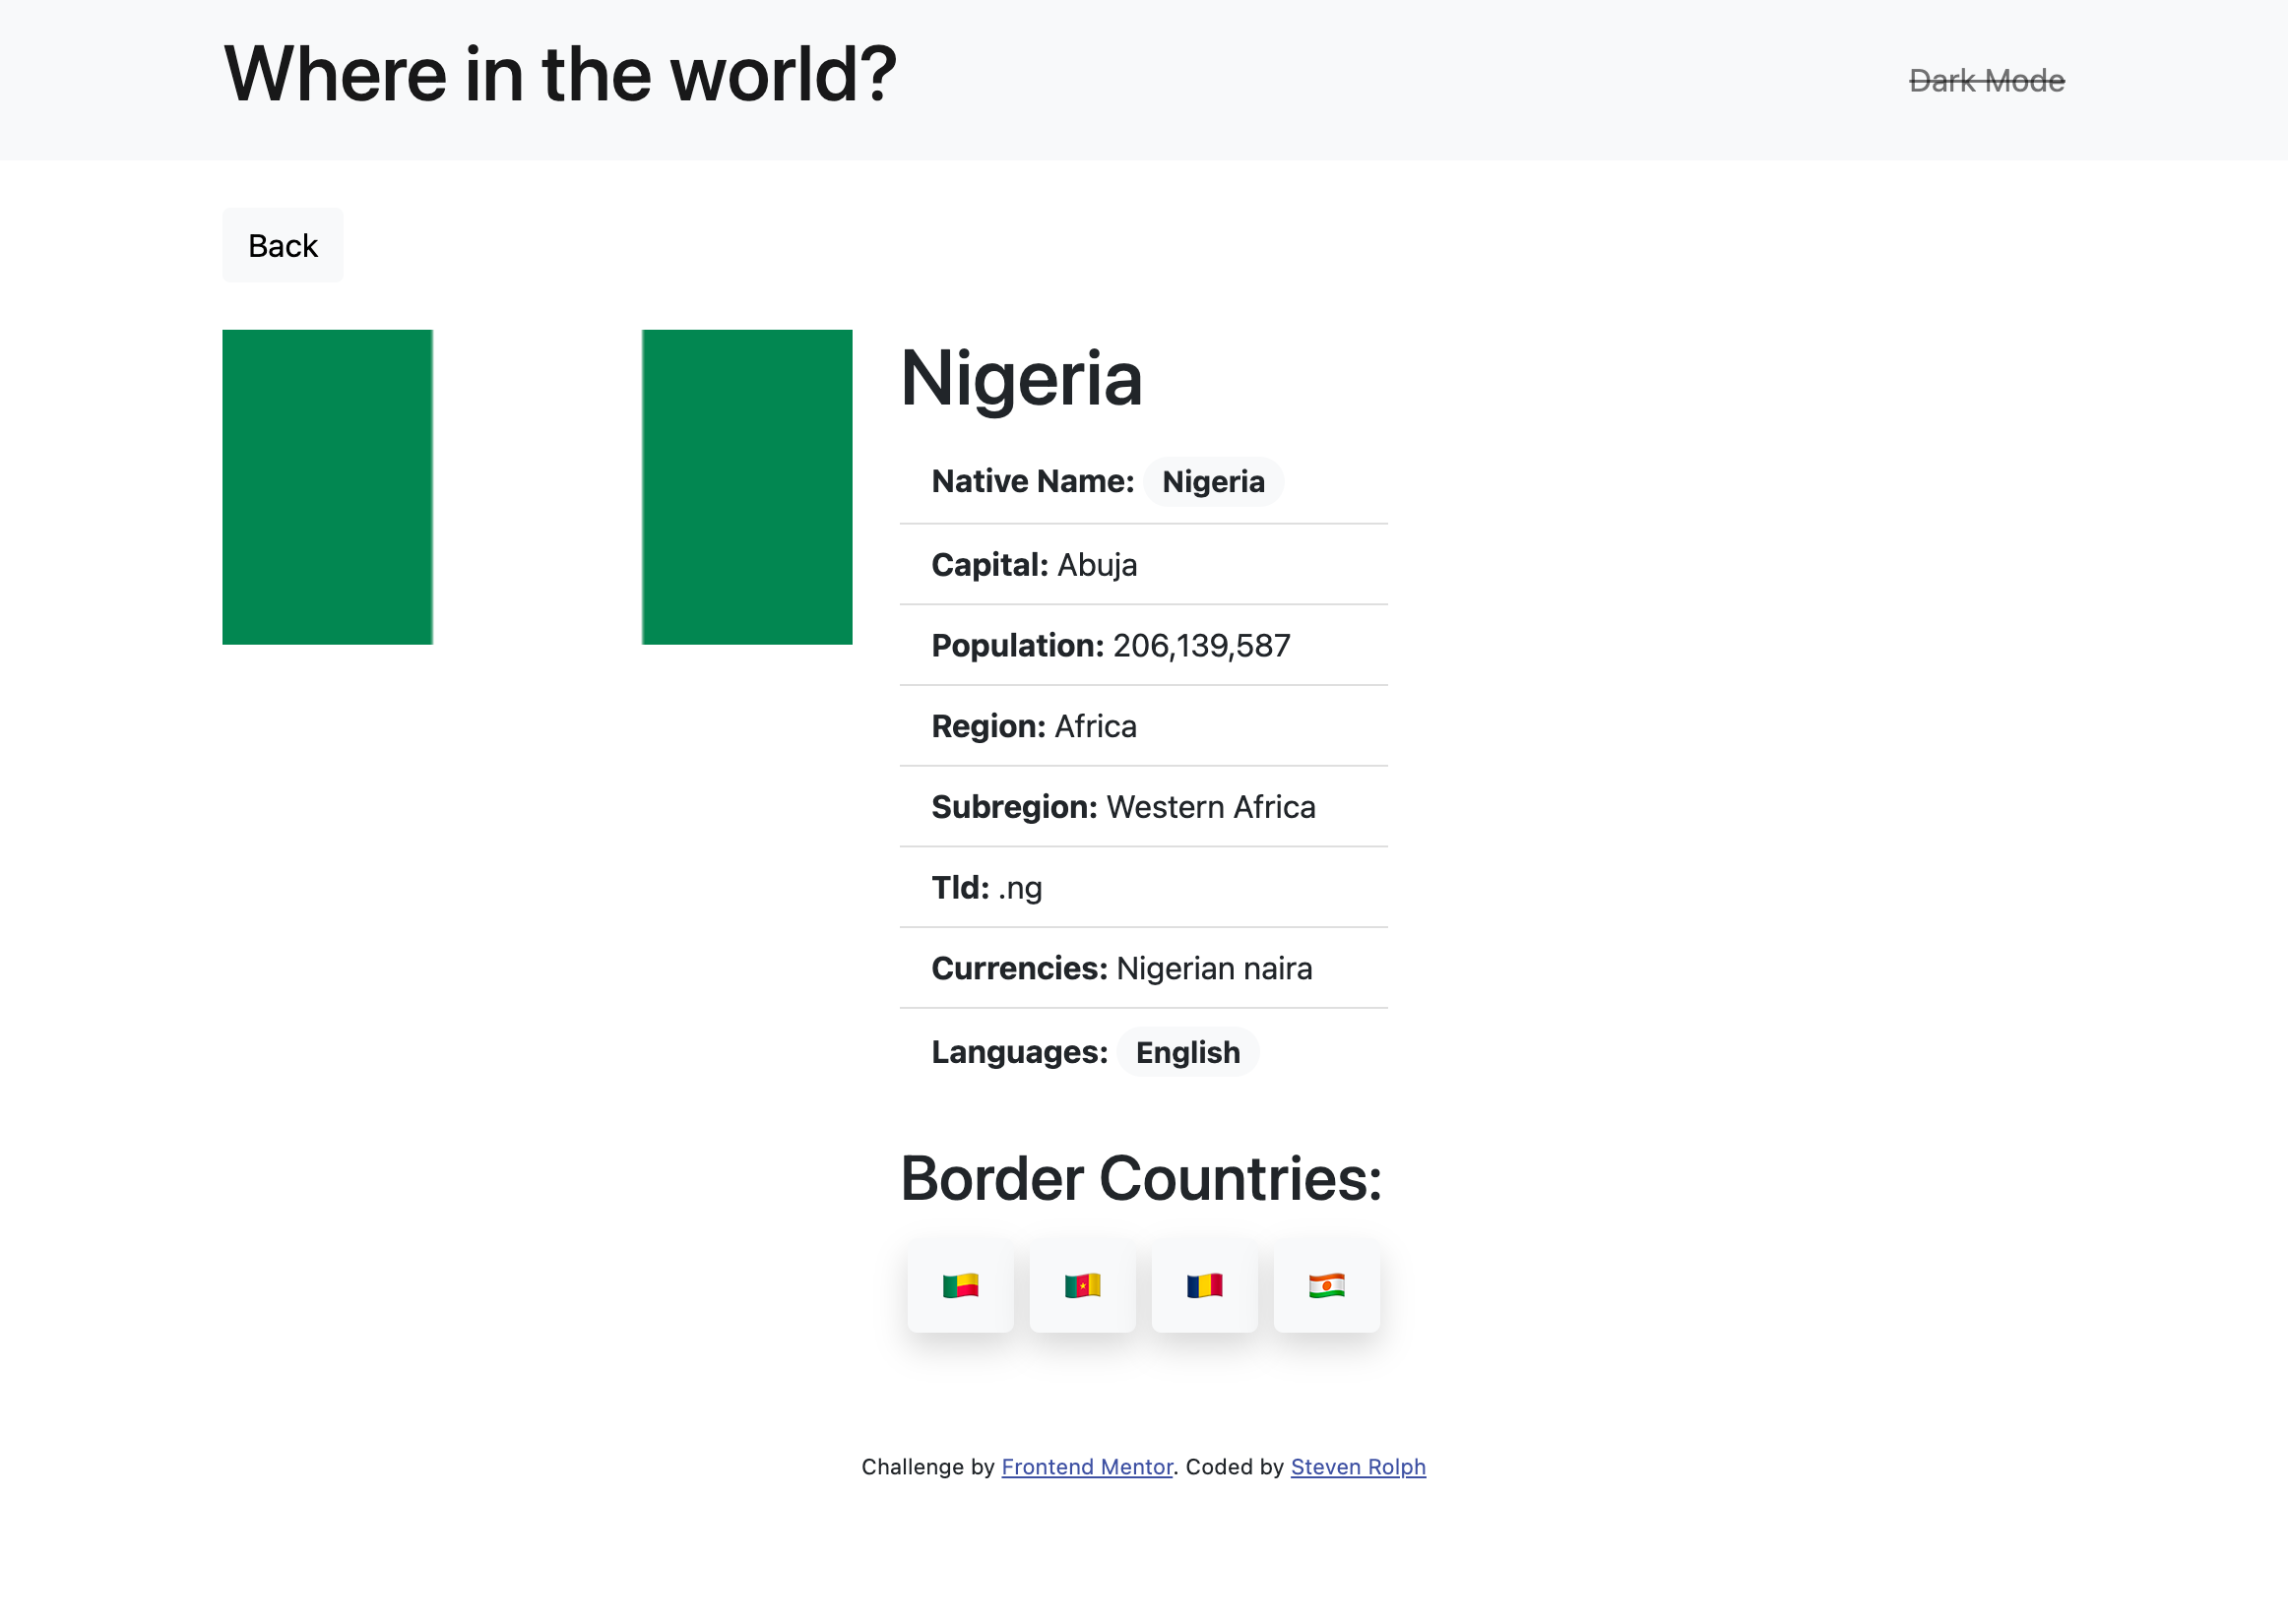 Where in the world?
Dark Mode
Back
Nigeria
Native Name: Nigeria
Capital: Abuja
Population: 206,139,587
Region: Africa
Subregion: Western Africa
Tld: .ng
Currencies: Nigerian naira
Languages: English
Border Countries:
Challenge by Frontend Mentor. Coded by Steven Rolph